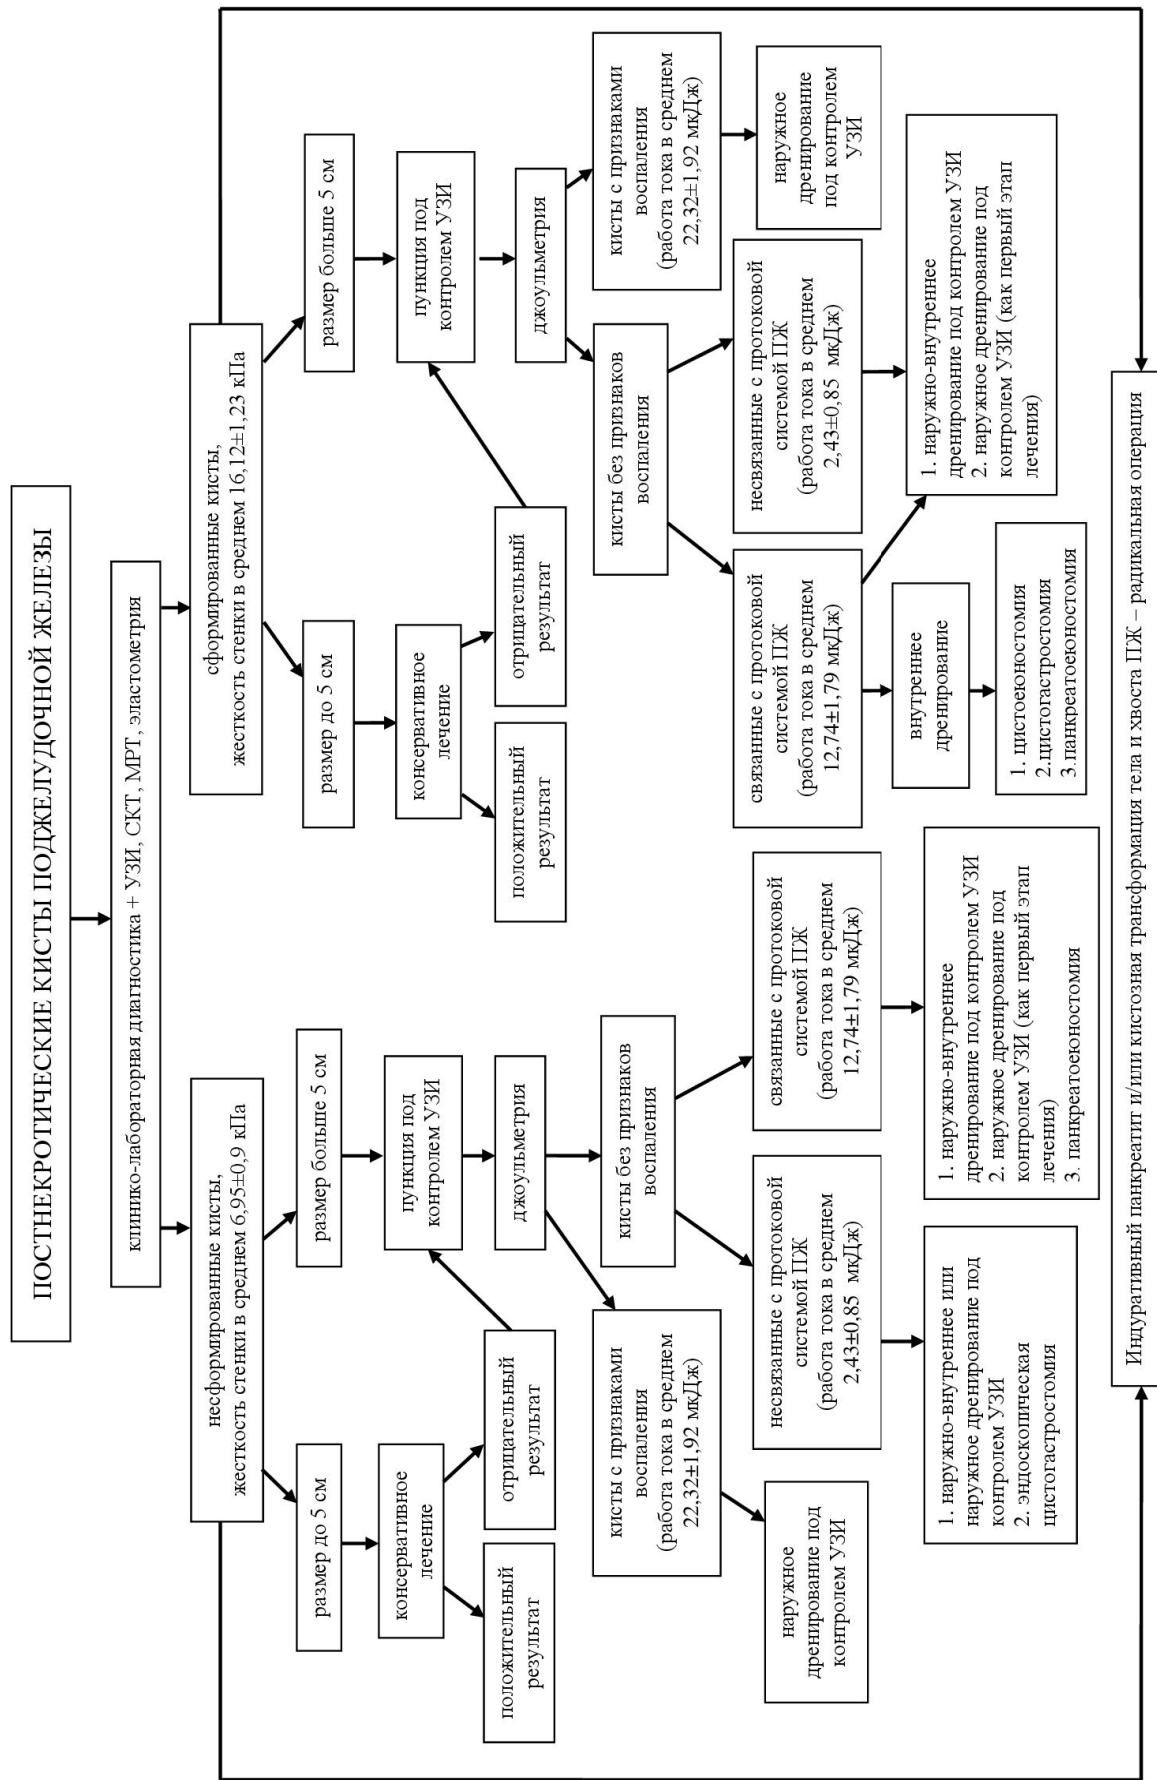 ПОСТНЕКРОТИЧЕСКИЕ КИСТЫ ПОДЖЕЛУДОЧНОЙ ЖЕЛЕЗЫ
клинико-лабораторная диагностика + УЗИ, СКТ, МРТ, эластометрия
несформированные кисты,
жесткость стенки в среднем 6,95±0,9 кПа
размер до 5 см
консервативное
лечение
положительный
результат
отрицательный
результат
размер больше 5 см
пункция под
контролем УЗИ
джоульметрия
кисты с признаками
воспаления
(работа тока в среднем
22,32±1,92 мкДж)
наружное
дренирование под
контролем УЗИ
кисты без признаков
воспаления
несвязанные с протоковой
системой ПЖ
(работа тока в среднем
2,43±0,85 мкДж)
1. наружно-внутреннее или
наружное дренирование под
контролем УЗИ
2. эндоскопическая
цистогастростомия
связанные с протоковой
системой ПЖ
(работа тока в среднем
12,74±1,79 мкДж)
1. наружно-внутреннее
дренирование под контролем УЗИ
2. наружное дренирование под
контролем УЗИ (как первый этап
лечения)
3. панкреатоеюностомия
сформированные кисты,
жесткость стенки в среднем 16,12±1,23 кПа
размер до 5 см
консервативное
лечение
положительный
результат
отрицательный
результат
размер больше 5 см
пункция под
контролем УЗИ
джоульметрия
кисты без признаков
воспаления
связанные с протоковой
системой ПЖ
(работа тока в среднем
12,74±1,79 мкДж)
внутреннее
дренирование
1. цистоеюностомия
2.цистогастростомия
3.панкреатоеюностомия
несвязанные с протоковой
системой ПЖ
(работа тока в среднем
2,43±0,85 мкДж)
1. наружно-внутреннее
дренирование под контролем УЗИ
2. наружное дренирование под
контролем УЗИ (как первый этап
лечения)
кисты с признаками
воспаления
(работа тока в среднем
22,32±1,92 мкДж)
наружное
дренирование
под контролем
УЗИ
Индуративный панкреатит и/или кистозная трансформация тела и хвоста ПЖ – радикальная операция